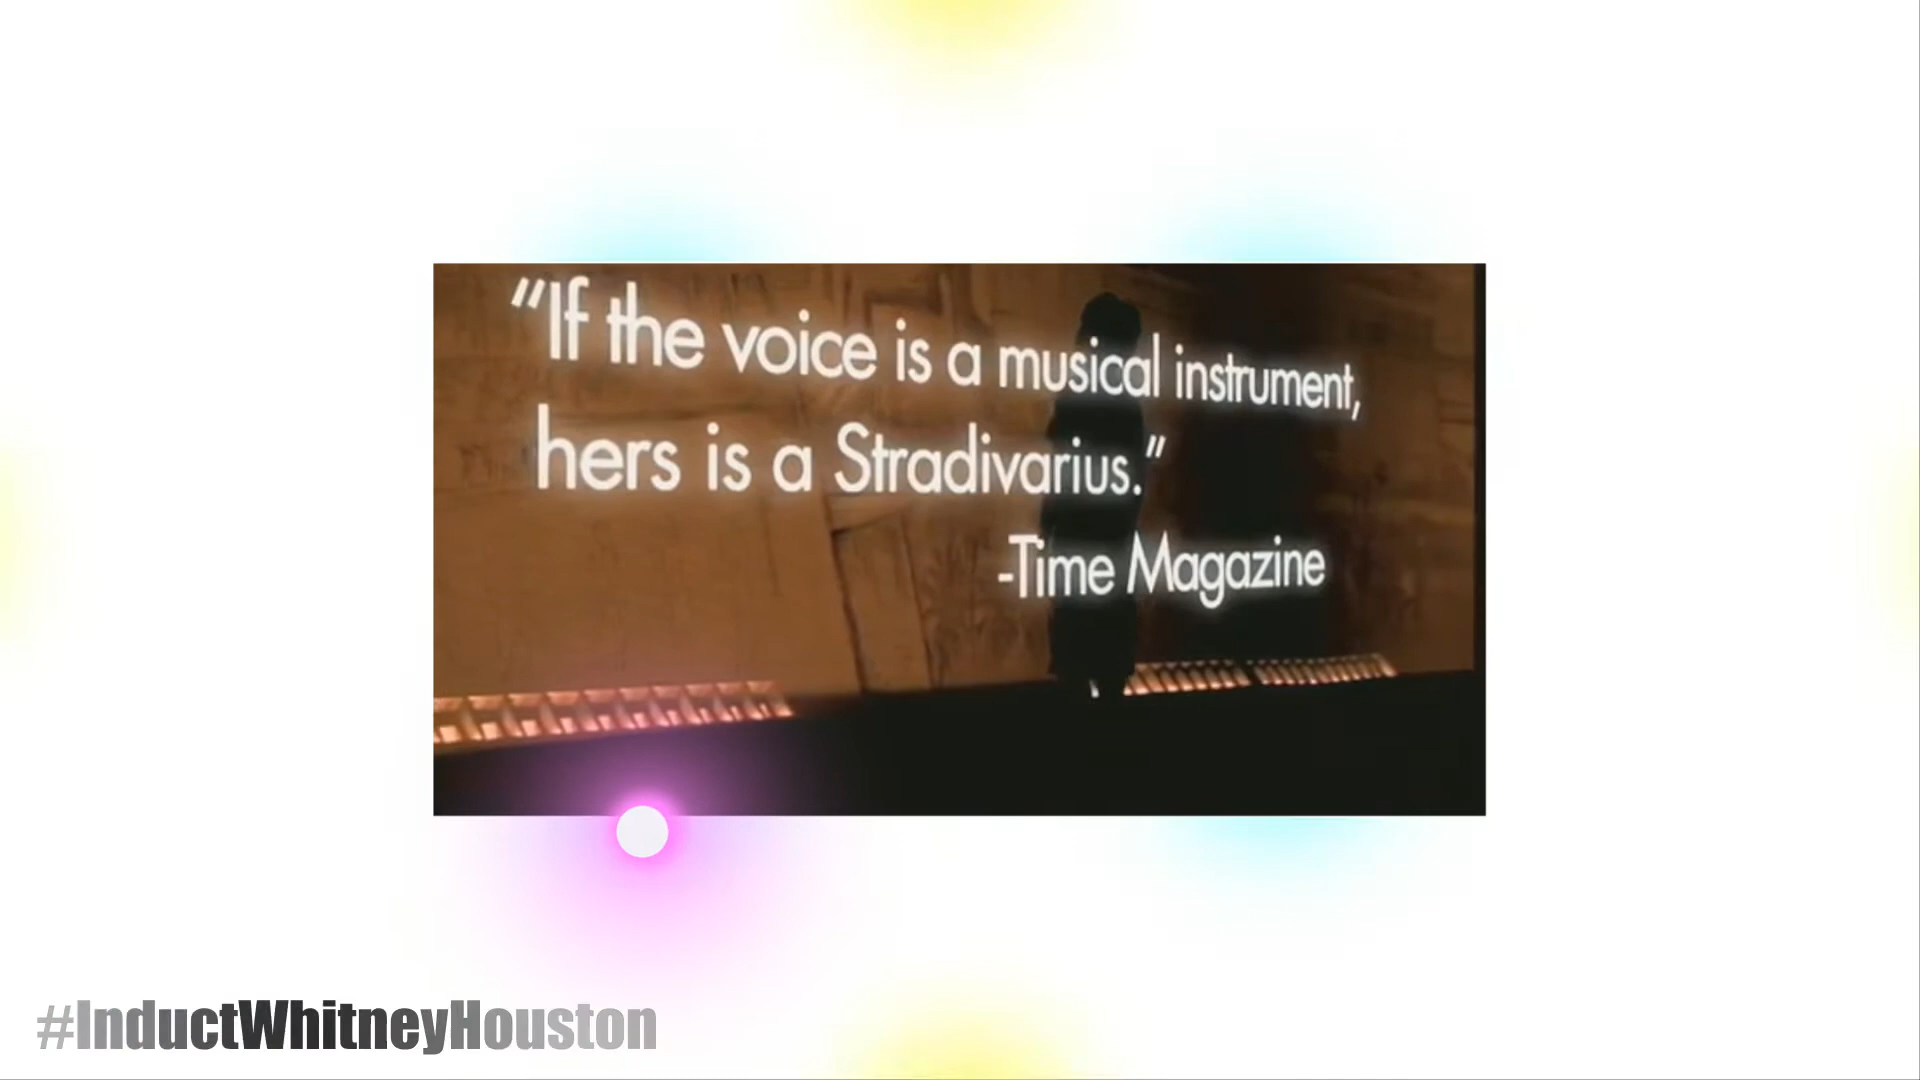 “If the voice is a musical instrument,
hers is a Stradivarius.”
-Time Magazine
#InductWhitneyHouston